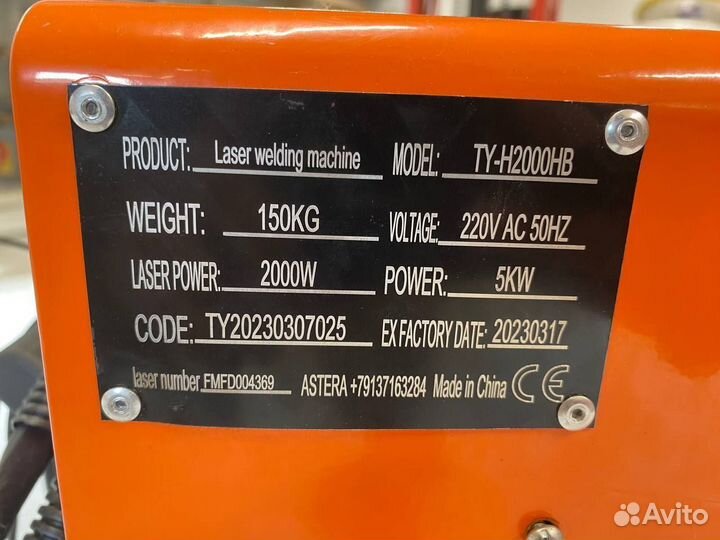 PRODUCT: Laser welding machine MODEL: TY-H2000HB
WEIGHT: 150KG VOLTAGE: 220V AC 50HZ
LASER POWER: 2000W POWER: 5KW
CODE: TY20230307025 EX FACTORY DATE: 20230317
laser number FMFD004369 ASTERA +79137163284 Made in China CE
Avito